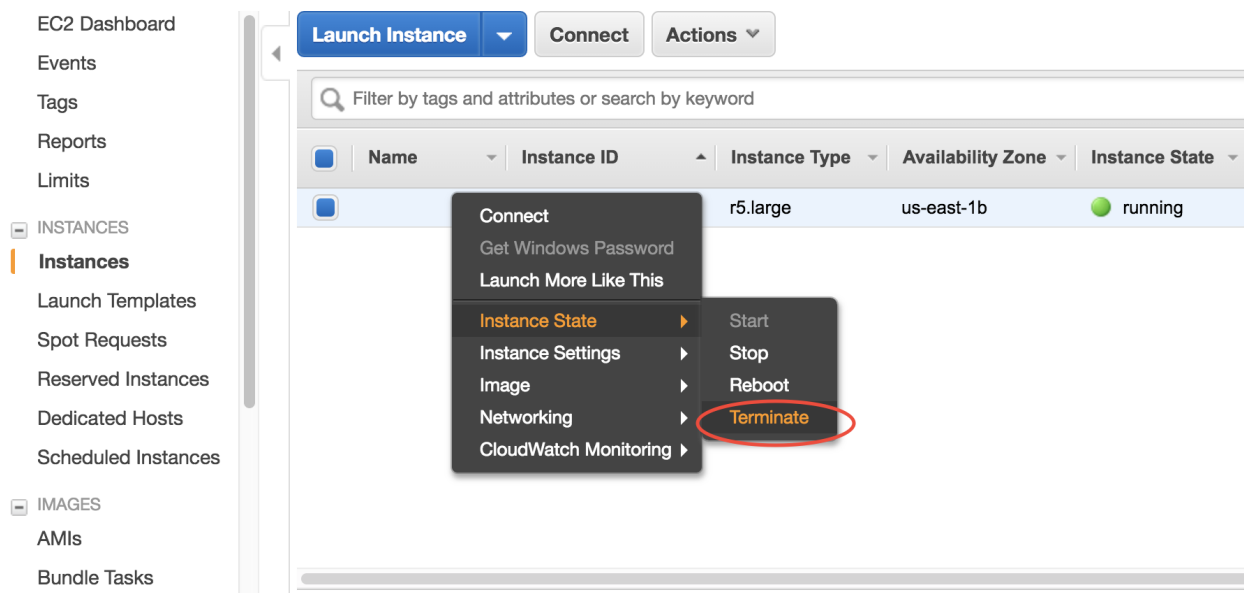 EC2 Dashboard
Events
Tags
Reports
Limits
INSTANCES
Instances
Launch Templates
Spot Requests
Reserved Instances
Dedicated Hosts
Scheduled Instances
IMAGES
AMIs
Bundle Tasks
Launch Instance Connect Actions
Filter by tags and attributes or search by keyword
Name Instance ID Instance Type Availability Zone Instance State
r5.large us-east-1b running
Connect
Get Windows Password
Launch More Like This
Instance State
Instance Settings
Image
Networking
CloudWatch Monitoring
Start
Stop
Reboot
Terminate